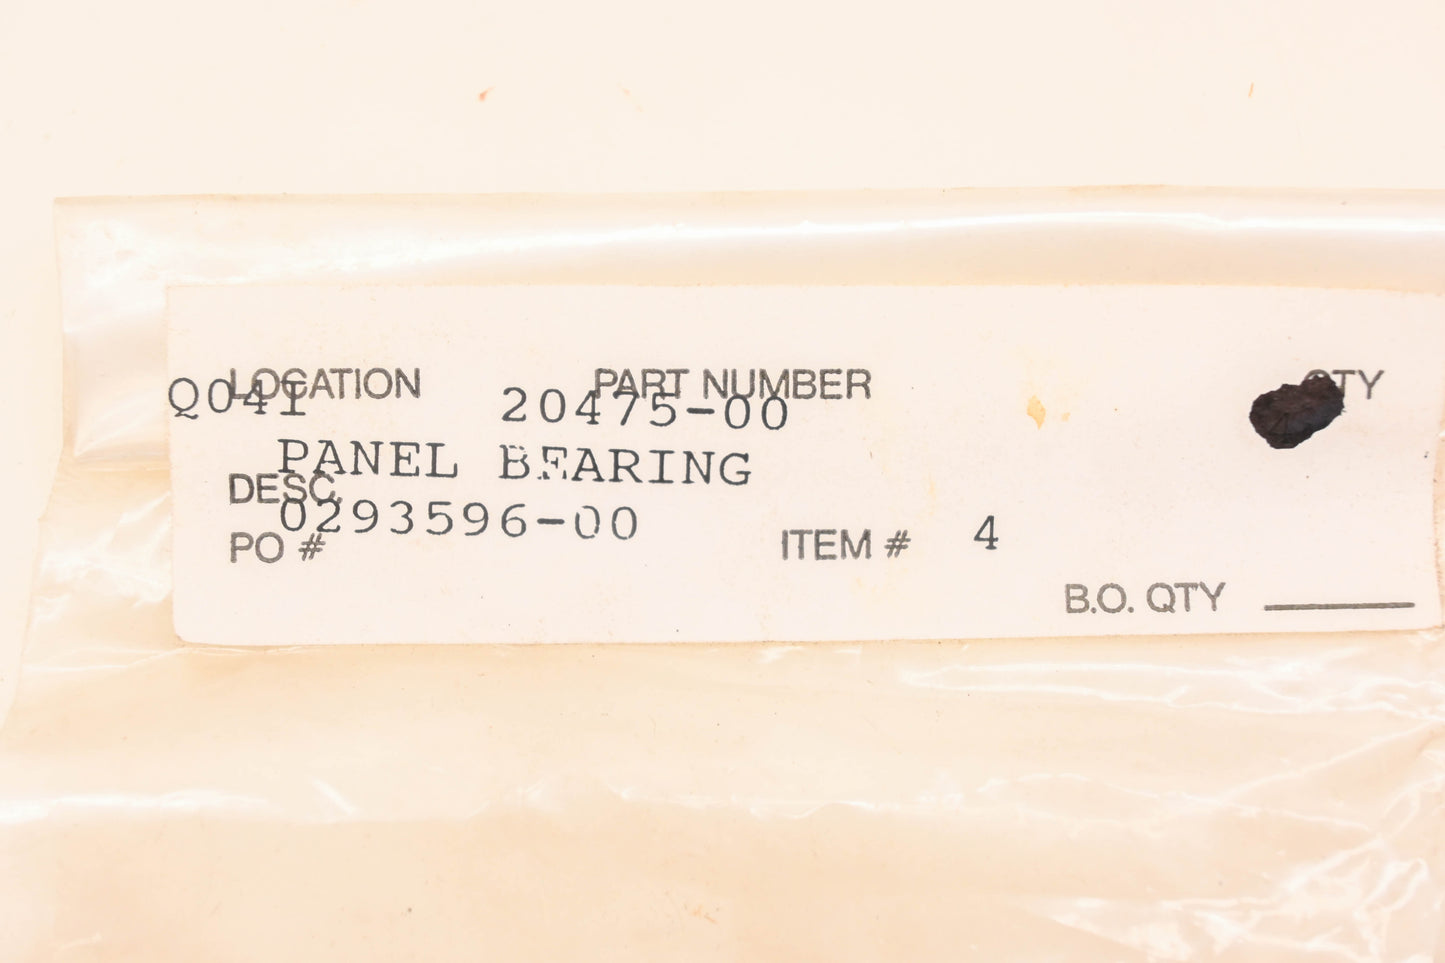 LOCATION PART NUMBER QTY
Q041 20475-00
PANEL BEARING
DESC.
0293596-00
PO # ITEM # 4
B.O. QTY